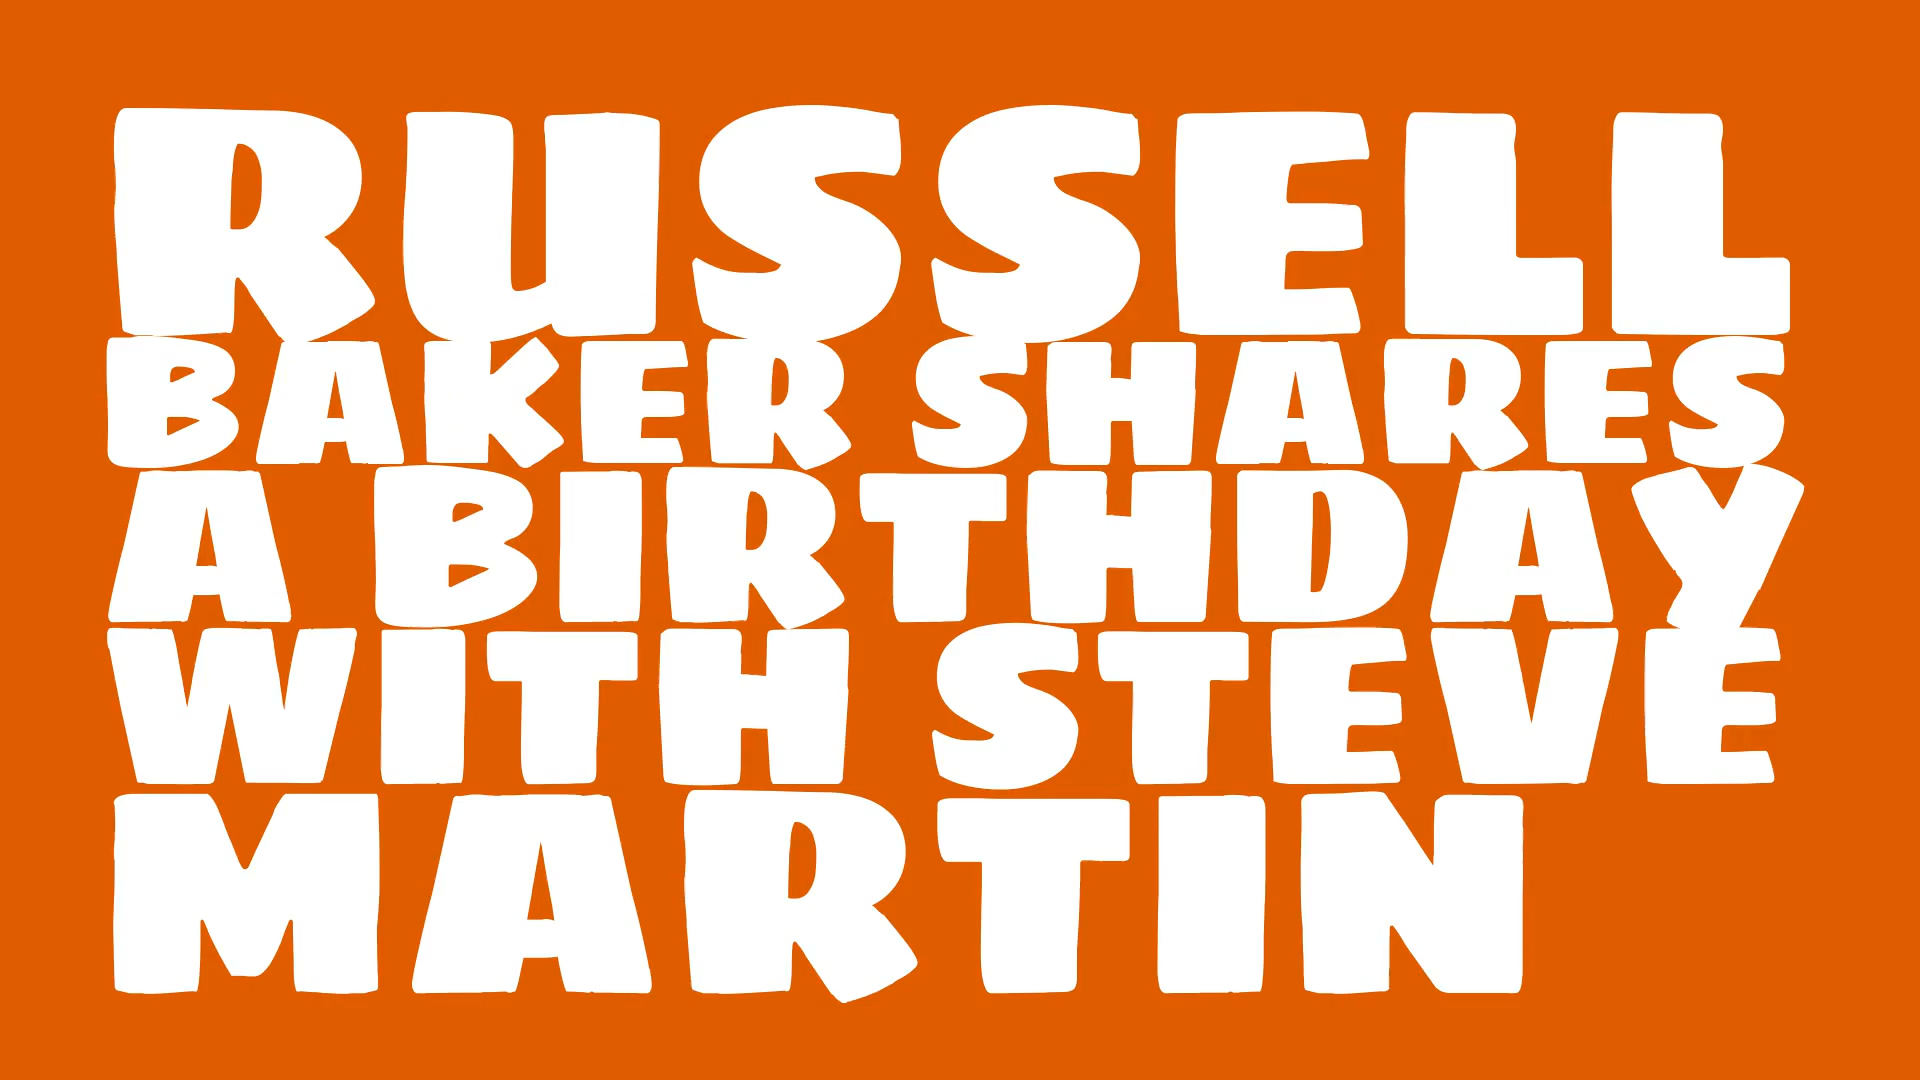 RUSSELL
BAKER SHARES
A BIRTHDAY
WITH STEVE
MARTIN